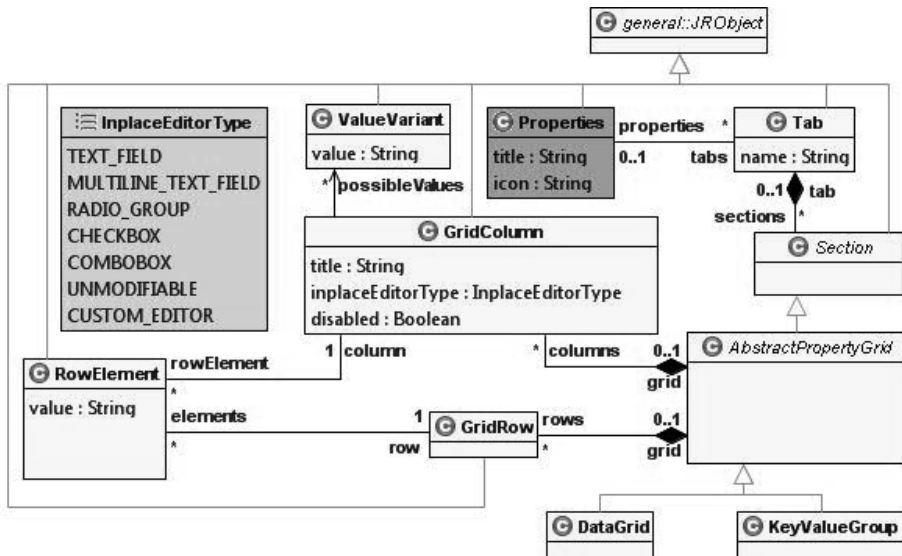 C general::JRObject
InplaceEditorType
TEXT_FIELD
MULTILINE_TEXT_FIELD
RADIO_GROUP
CHECKBOX
COMBOBOX
UNMODIFIABLE
CUSTOM_EDITOR
C ValueVariant
value : String
* possibleValues
C Properties
title : String
icon : String
properties *
0..1 tabs
C Tab
name : String
0..1 tab
sections *
C Section
C GridColumn
title : String
inplaceEditorType : InplaceEditorType
disabled : Boolean
1 column
* columns 0..1
grid
C AbstractPropertyGrid
C RowElement
value : String
rowElement
*
elements 1
* row
C GridRow
rows 0..1
* grid
C DataGrid
C KeyValueGroup